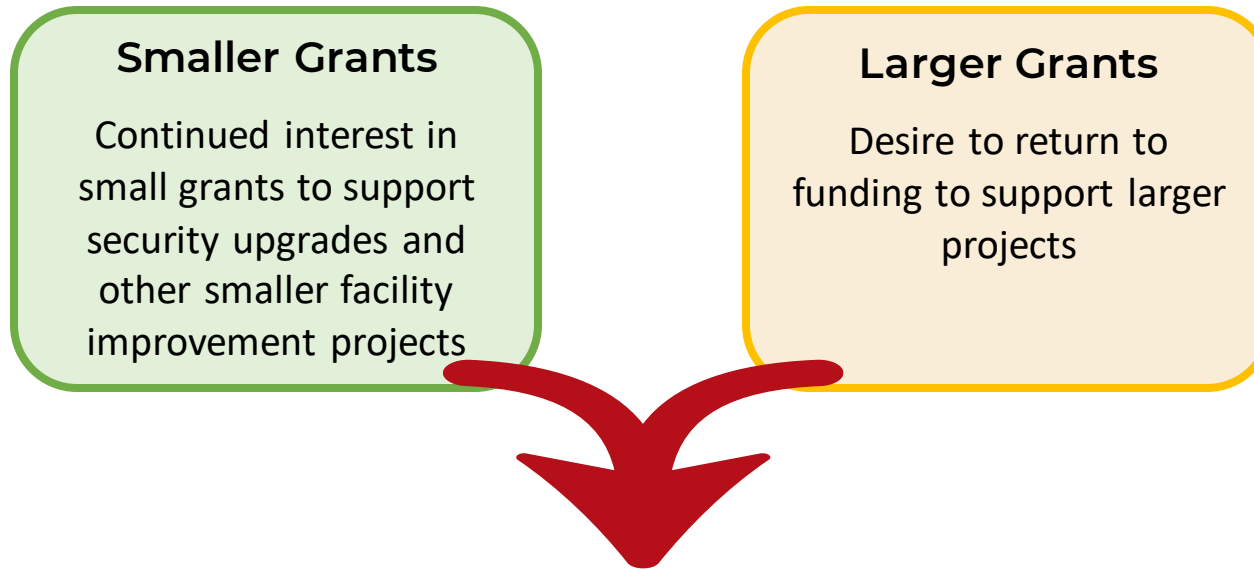 Smaller Grants
Continued interest in
small grants to support
security upgrades and
other smaller facility
improvement projects
Larger Grants
Desire to return to
funding to support larger
projects